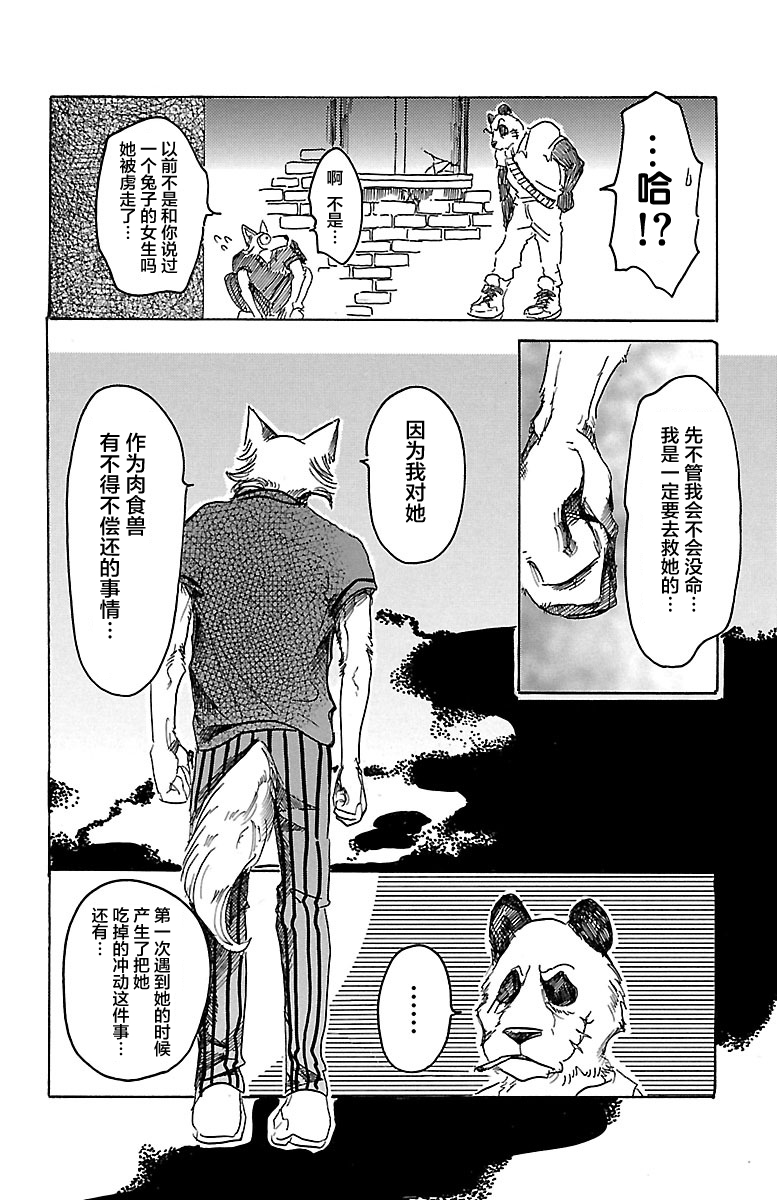 …哈!?
啊 不是…
以前不是和你说过
一个兔子的女生吗
她被虏走了…
先不管我会不会没命…
我是一定要去救她的…
因为我对她
作为肉食兽
有不得不偿还的事情
…
……
第一次遇到她的时候
产生了把她
吃掉的冲动这件事…
还有…